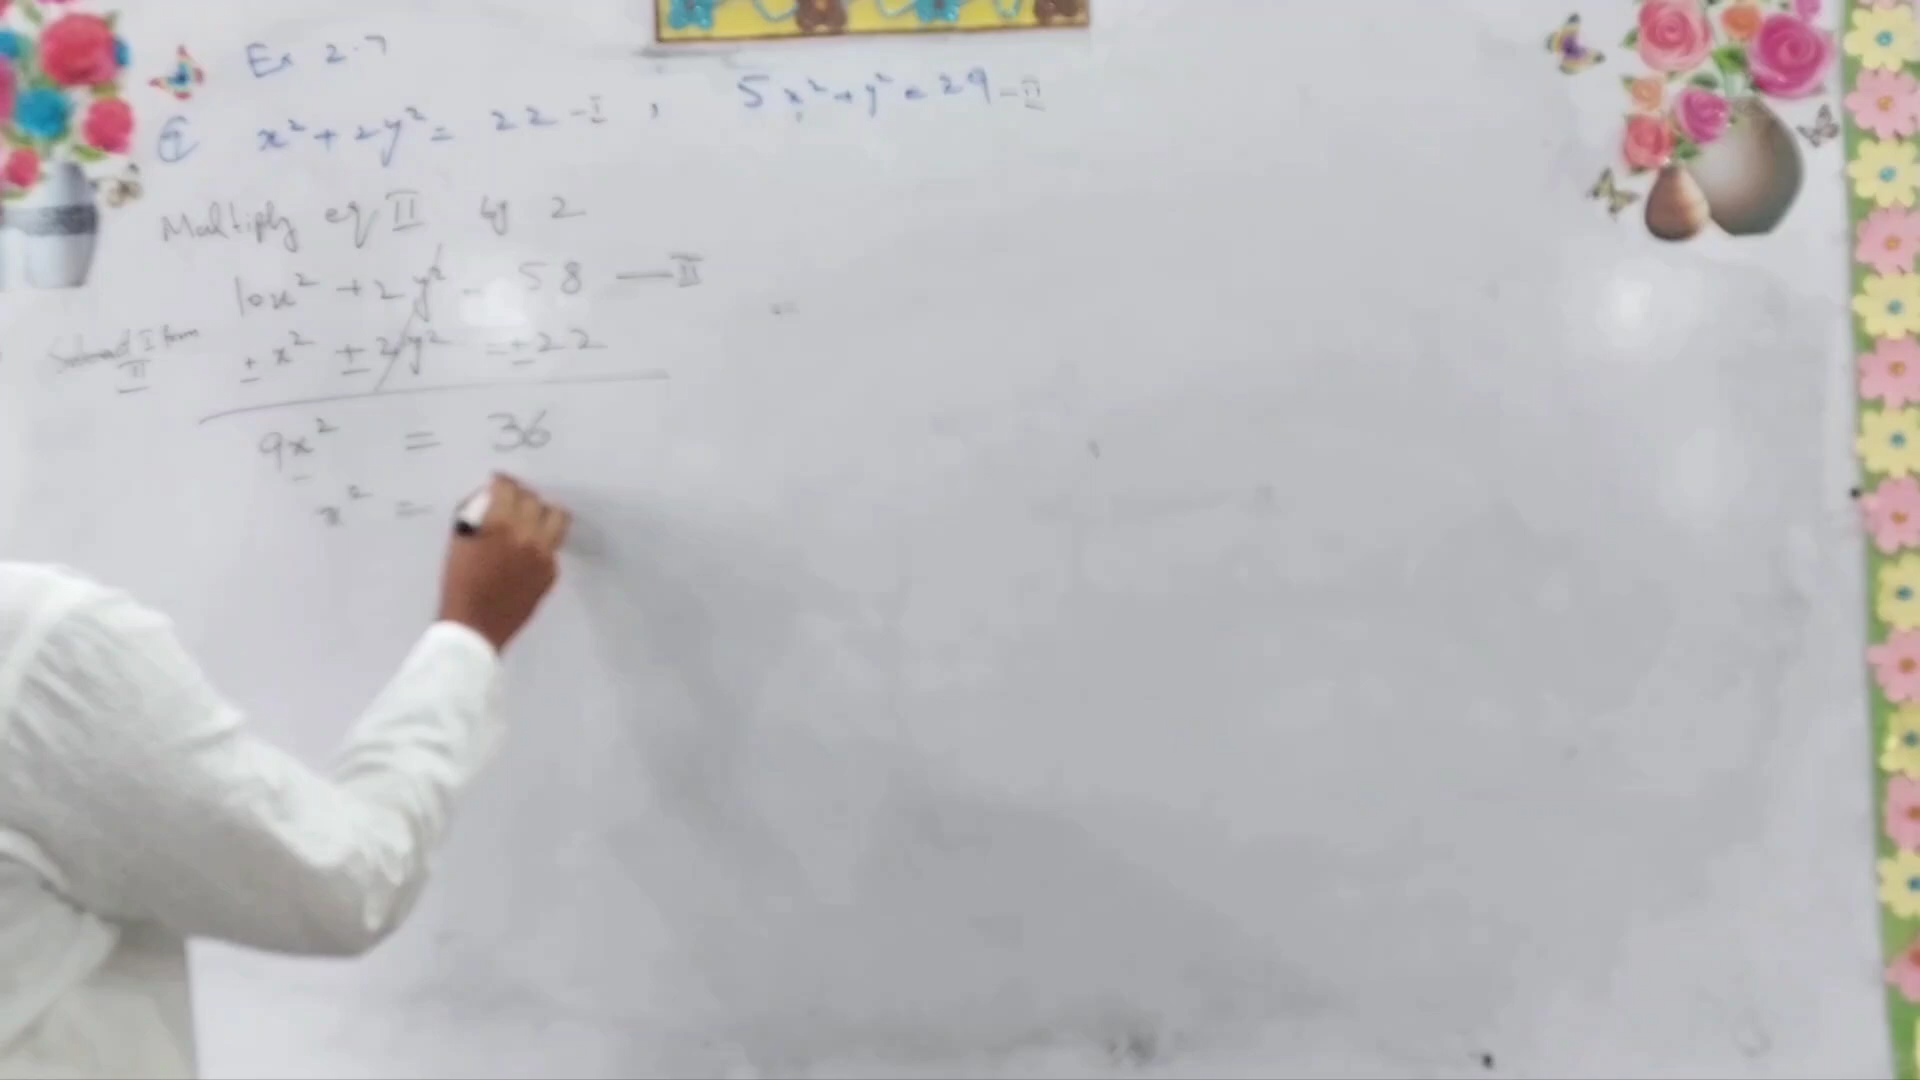 Ex 2.7
① x² + 2y² = 22 - I , 5x² + y² = 29 - II
Multiply eq II by 2
10x² + 2y² = 58 — II
Subtract I from II ± x² ± 2y² = ± 22
9x² = 36
x² =